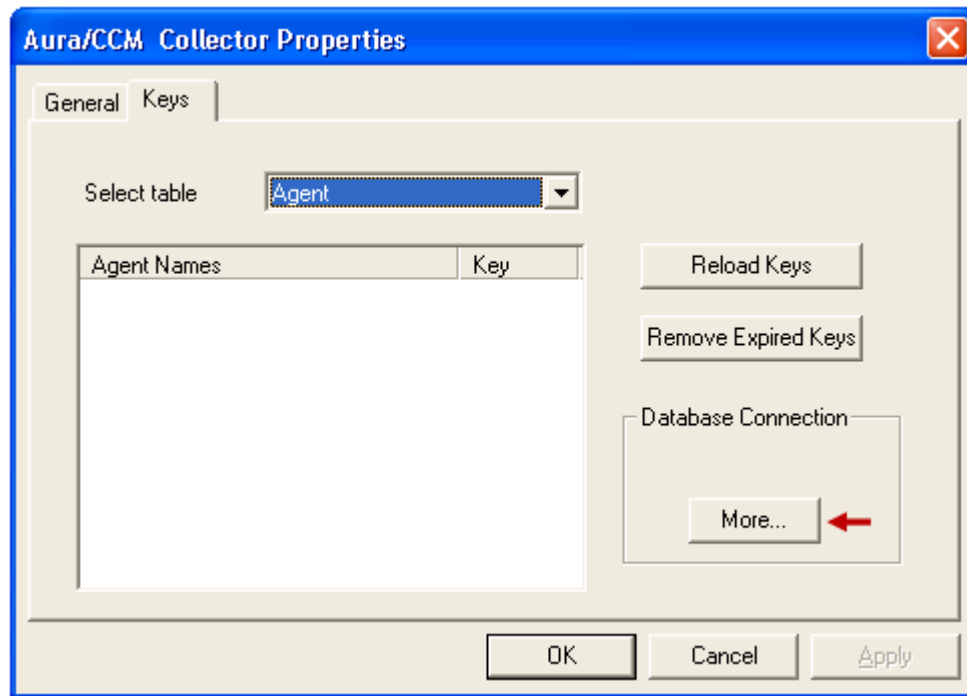 Aura/CCM  Collector Properties
General Keys
Select table Agent
Agent Names Key
Reload Keys
Remove Expired Keys
Database Connection
More...
OK Cancel Apply